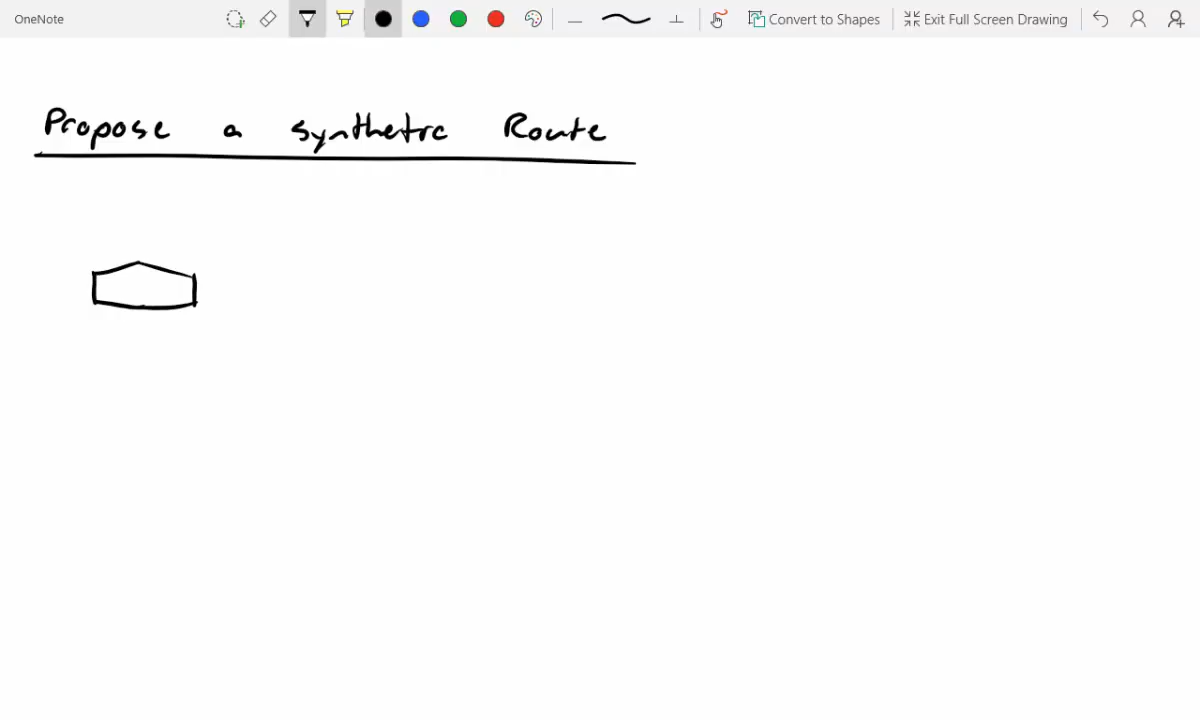 OneNote
Convert to Shapes
Exit Full Screen Drawing
Propose a synthetic Route